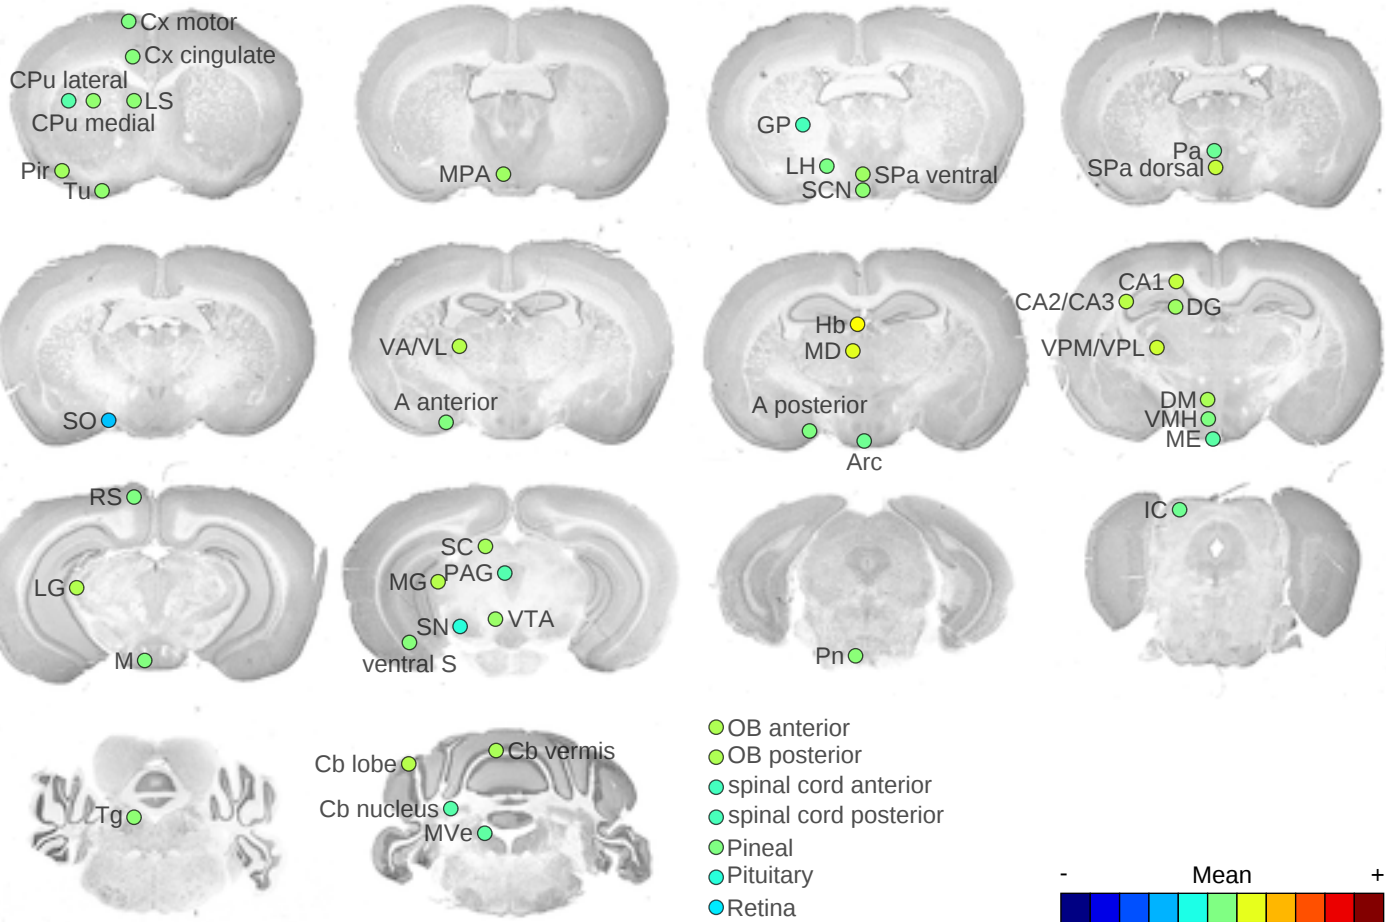 Cx motor
Cx cingulate
CPu lateral
LS
CPu medial
Pir
Tu
MPA
GP
LH
SPa ventral
SCN
Pa
SPa dorsal
SO
VA/VL
A anterior
Hb
MD
A posterior
Arc
CA1
CA2/CA3
DG
VPM/VPL
DM
VMH
ME
RS
LG
M
SC
MG
PAG
SN
VTA
ventral S
Pn
IC
Tg
Cb lobe
Cb vermis
Cb nucleus
MVe
OB anterior
OB posterior
spinal cord anterior
spinal cord posterior
Pineal
Pituitary
Retina
- Mean +